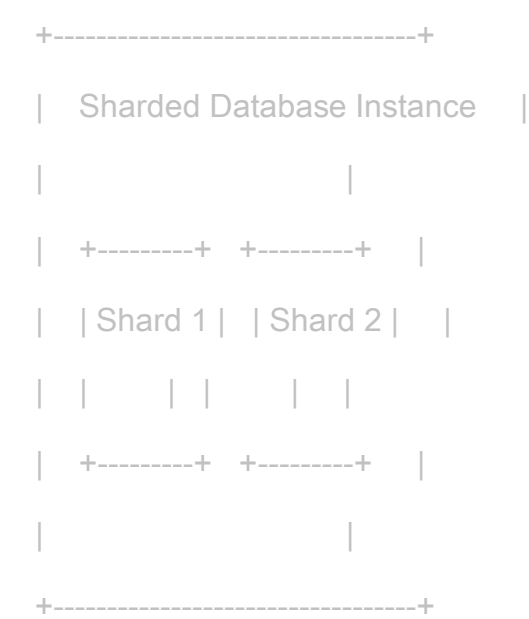 +----------------------------------+
|    Sharded Database Instance    |
|                                  |
|    +---------+    +---------+    |
|    | Shard 1 |    | Shard 2 |    |
|    |         |    |         |    |
|    +---------+    +---------+    |
|                                  |
+----------------------------------+